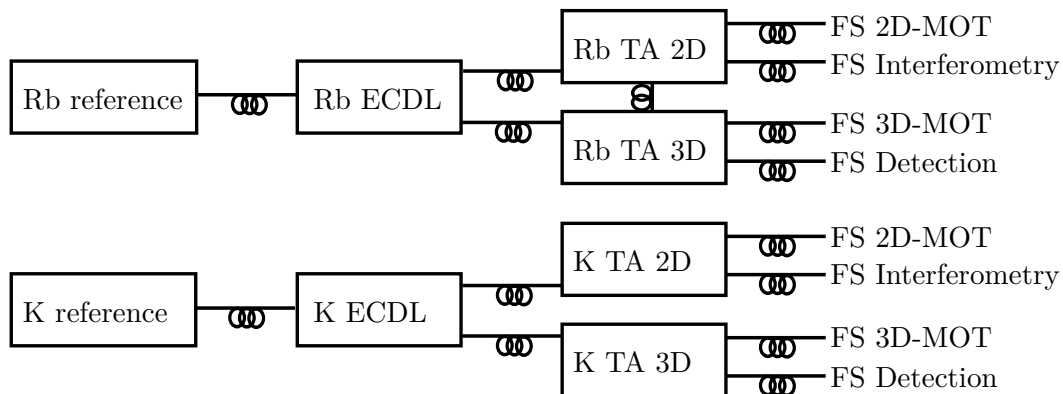 Rb reference
Rb ECDL
Rb TA 2D
FS 2D-MOT
FS Interferometry
Rb TA 3D
FS 3D-MOT
FS Detection
K reference
K ECDL
K TA 2D
FS 2D-MOT
FS Interferometry
K TA 3D
FS 3D-MOT
FS Detection